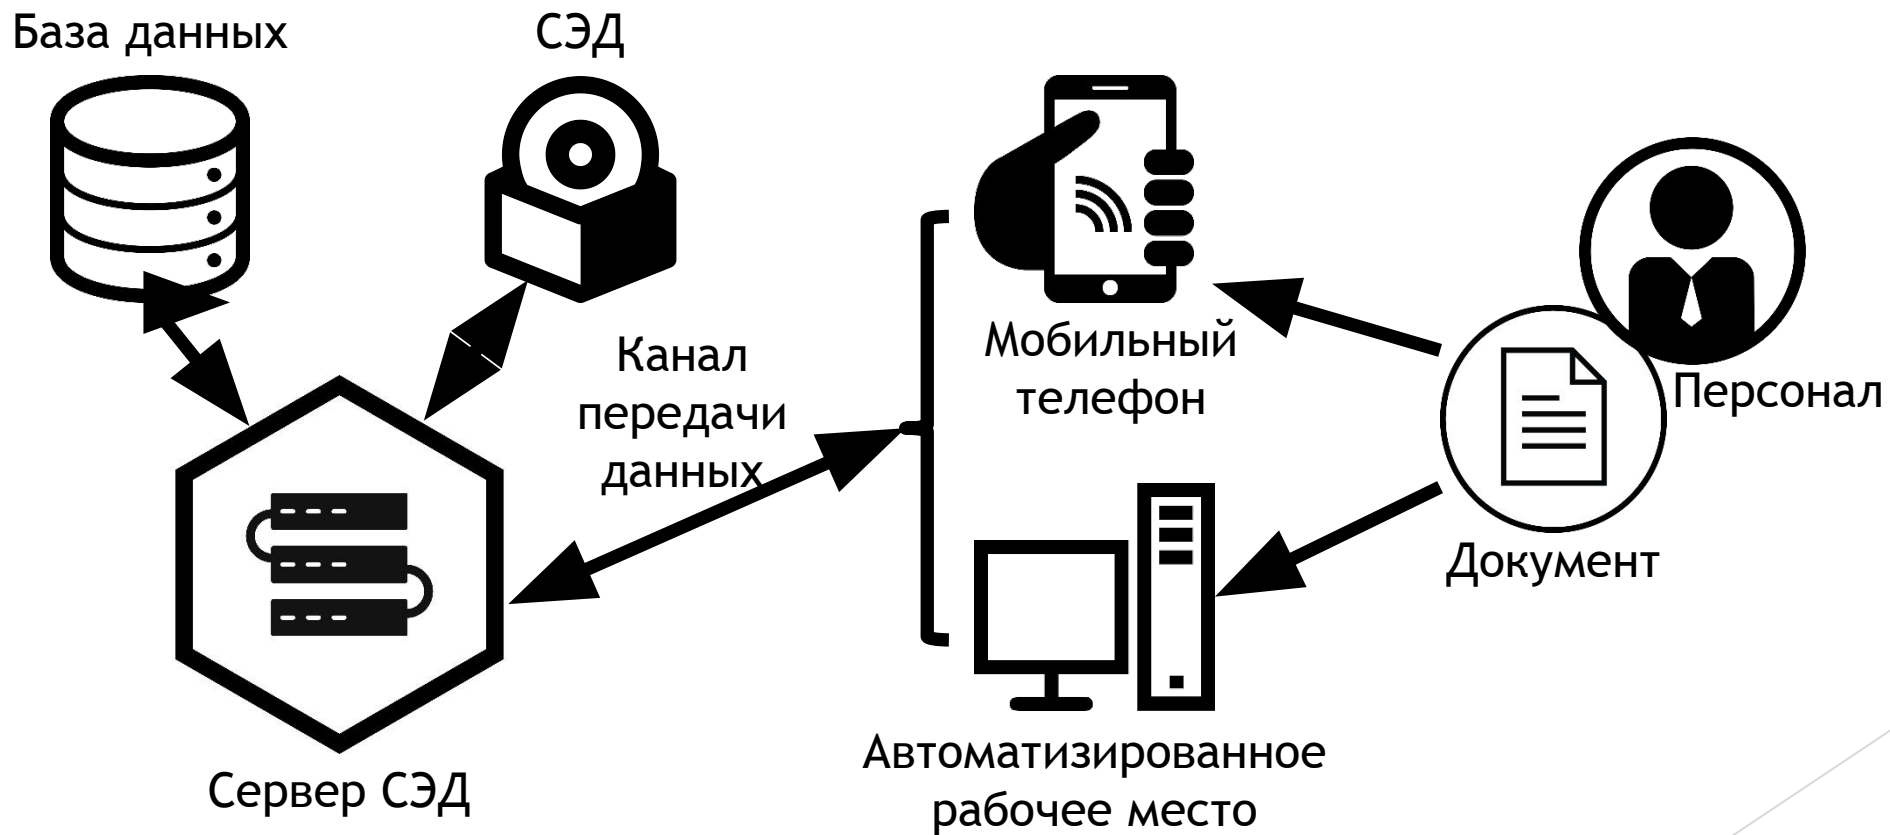 База данных
СЭД
Канал
передачи
данных
Мобильный
телефон
Персонал
Документ
Автоматизированное
рабочее место
Сервер СЭД